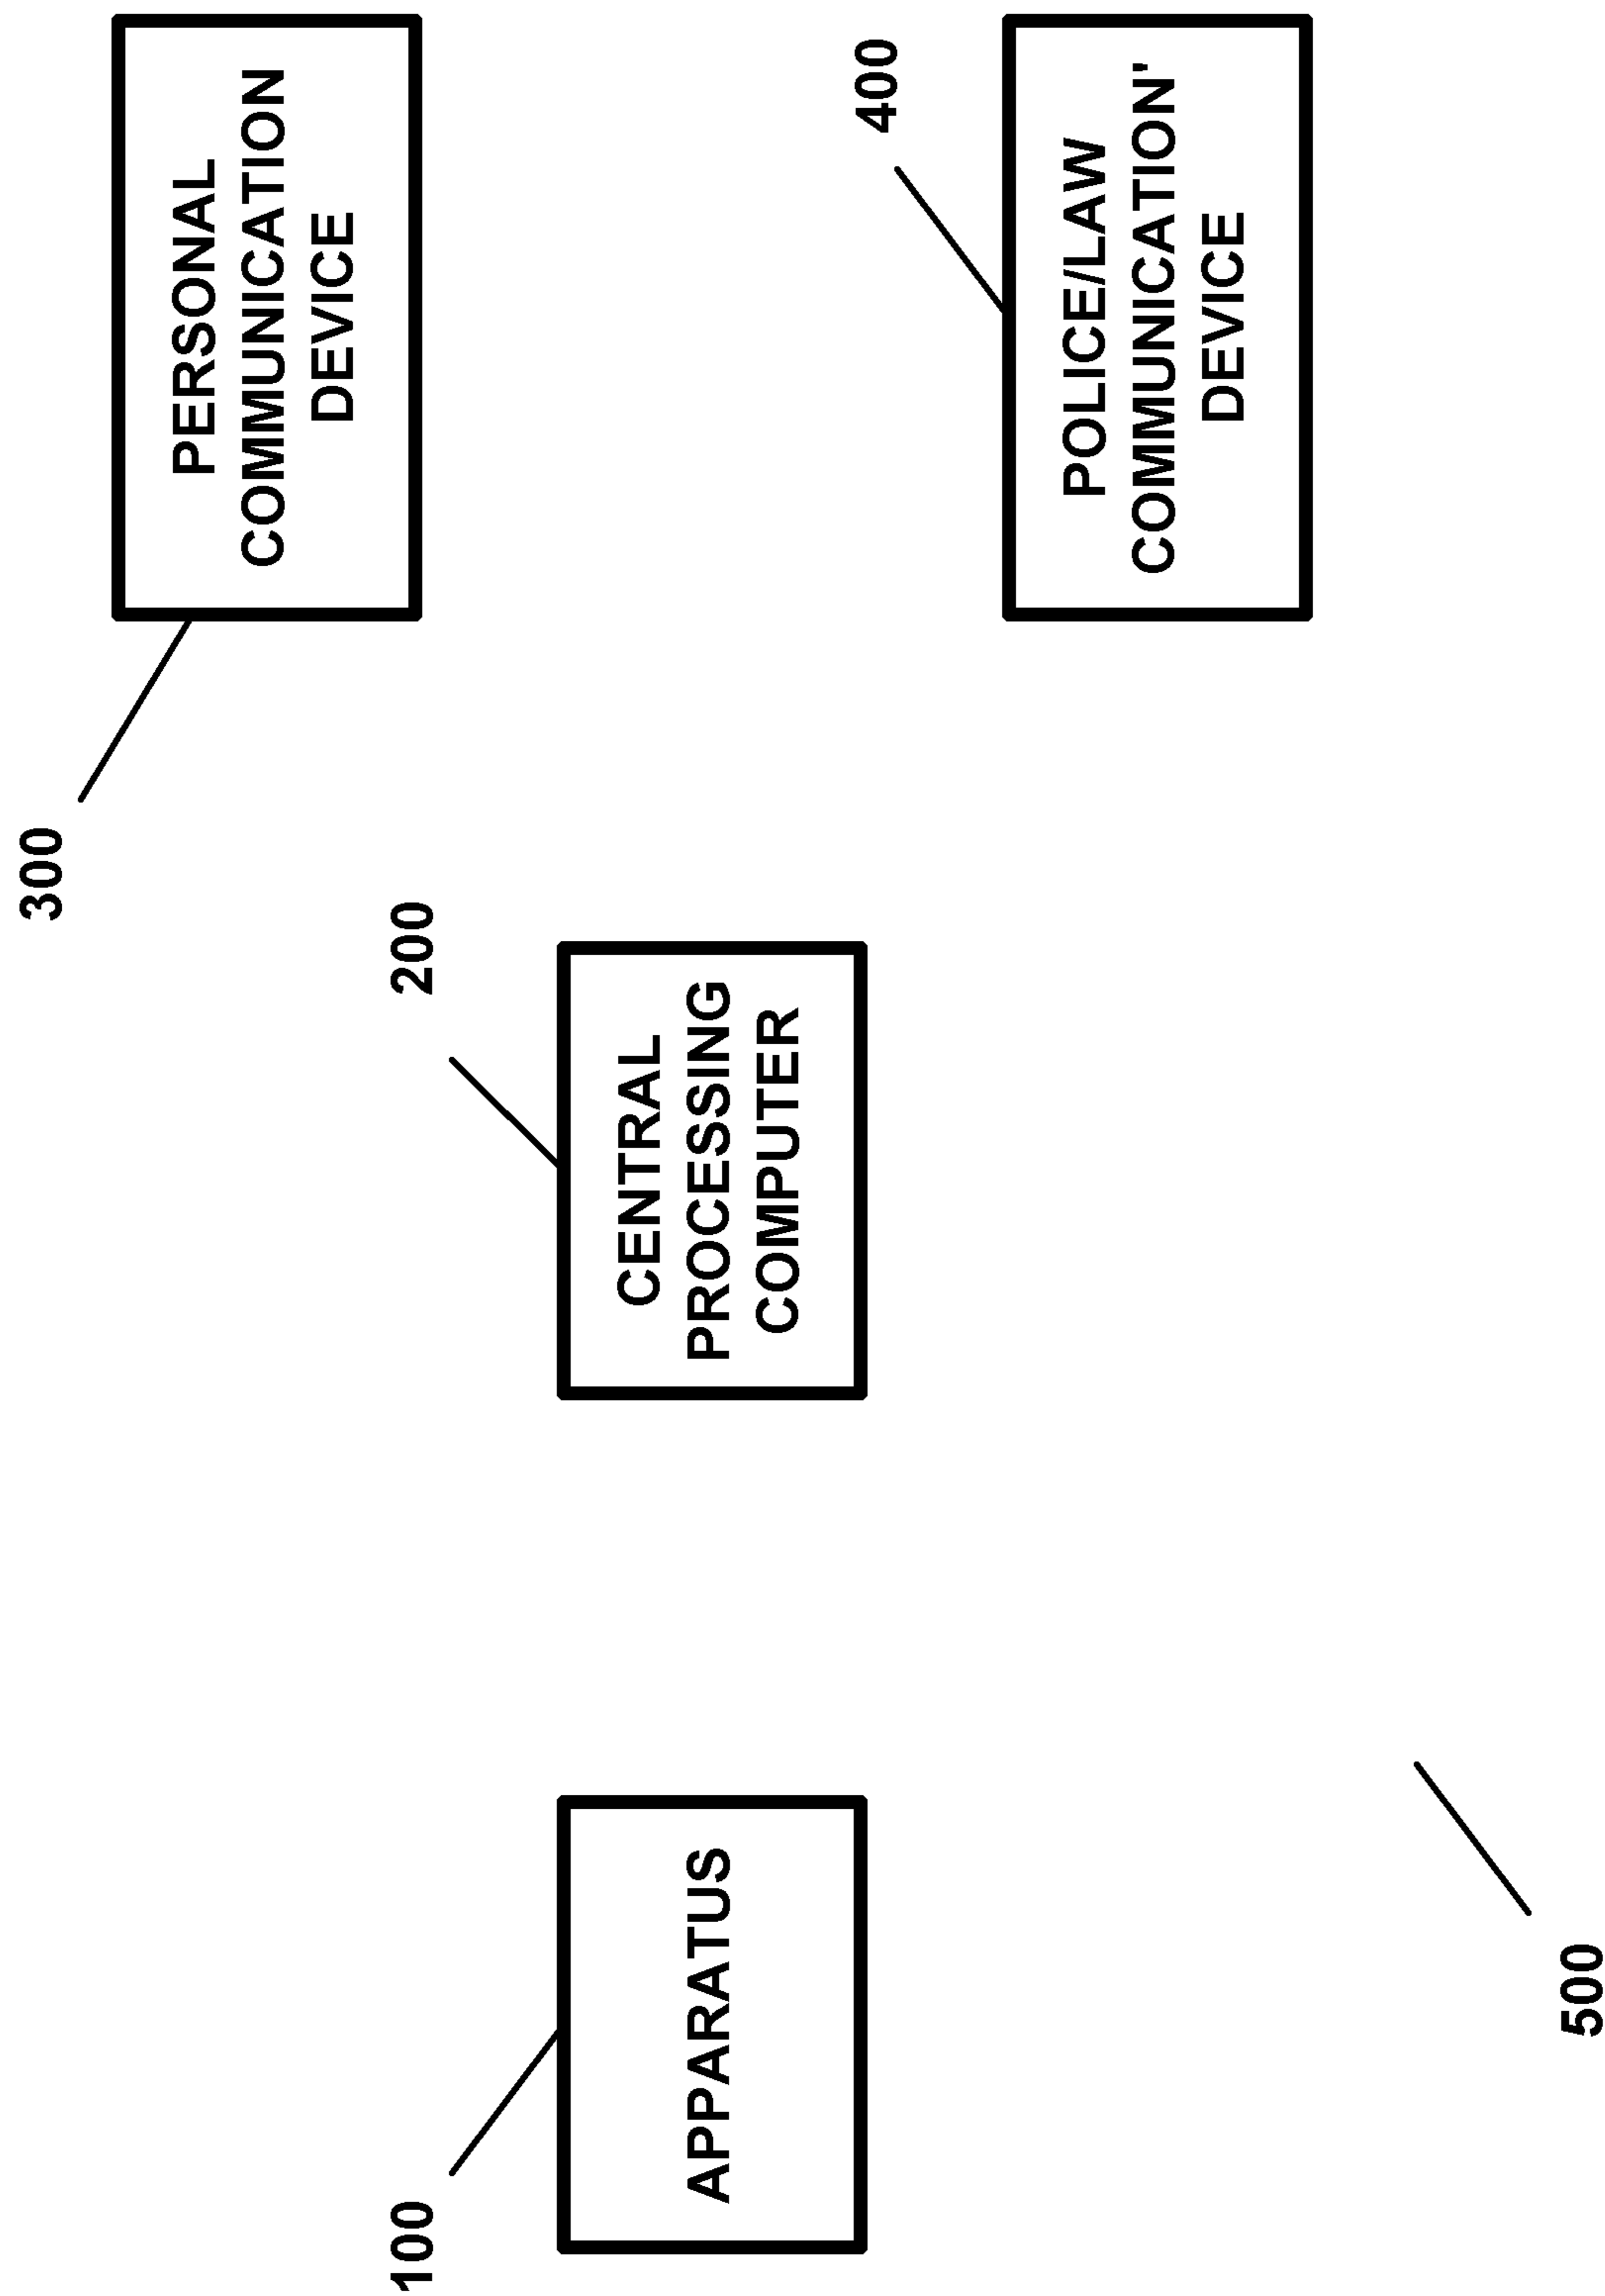 300
PERSONAL
COMMUNICATION
DEVICE
200
CENTRAL
PROCESSING
COMPUTER
100
APPARATUS
400
POLICE/LAW
COMMUNICATION'
DEVICE
500